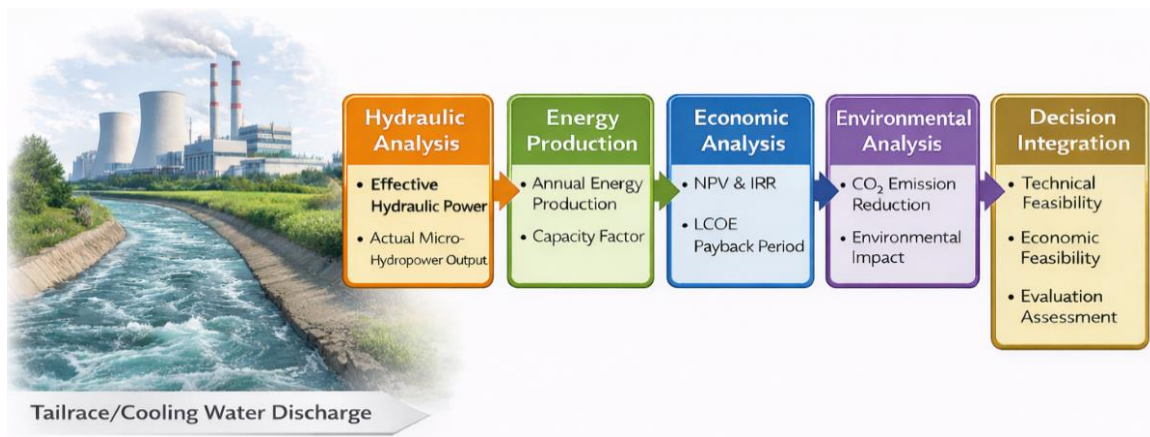 Hydraulic
Analysis
• Effective
Hydraulic Power
• Actual Micro-
Hydropower Output
Energy
Production
• Annual Energy
Production
• Capacity Factor
Economic
Analysis
• NPV & IRR
• LCOE
Payback Period
Environmental
Analysis
• CO₂ Emission
Reduction
• Environmental
Impact
Decision
Integration
• Technical
Feasibility
• Economic
Feasibility
• Evaluation
Assessment
Tailrace/Cooling Water Discharge